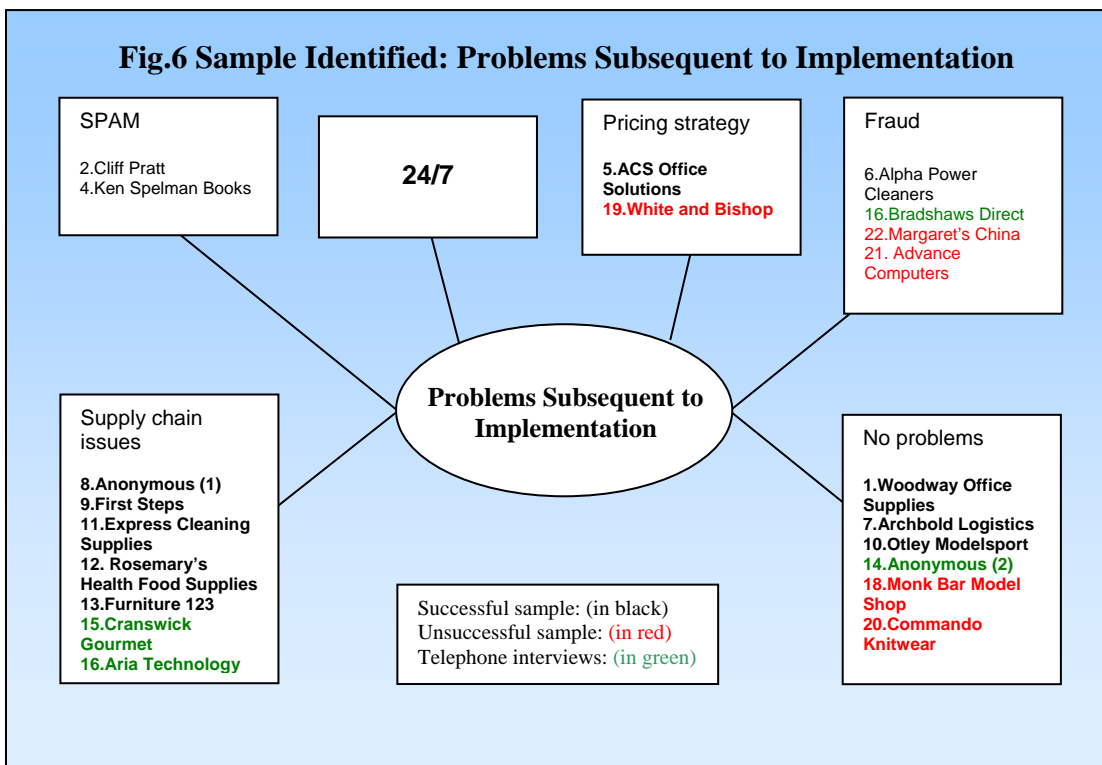 Fig.6 Sample Identified: Problems Subsequent to Implementation
SPAM
2.Cliff Pratt
4.Ken Spelman Books
24/7
Pricing strategy
5.ACS Office
Solutions
19.White and Bishop
Fraud
6.Alpha Power
Cleaners
16.Bradshaws Direct
22.Margaret's China
21. Advance
Computers
Problems Subsequent to
Implementation
Supply chain
issues
8.Anonymous (1)
9.First Steps
11.Express Cleaning
Supplies
12. Rosemary's
Health Food Supplies
13.Furniture 123
15.Cranswick
Gourmet
16.Aria Technology
Successful sample: (in black)
Unsuccessful sample: (in red)
Telephone interviews: (in green)
No problems
1.Woodway Office
Supplies
7.Archbold Logistics
10.Otley Modelsport
14.Anonymous (2)
18.Monk Bar Model
Shop
20.Commando
Knitwear